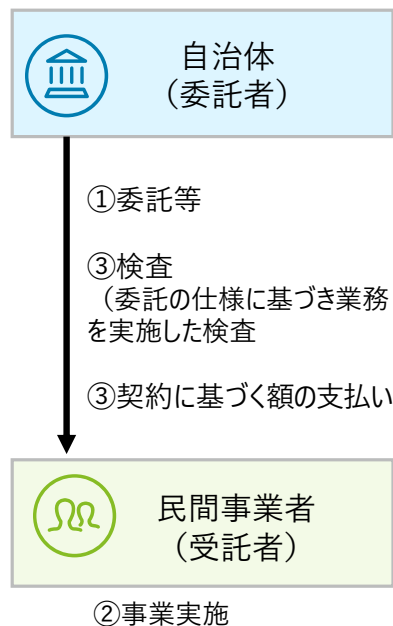 自治体
（委託者）
①委託等
③検査
（委託の仕様に基づき業務
を実施した検査
③契約に基づく額の支払い
民間事業者
（受託者）
②事業実施